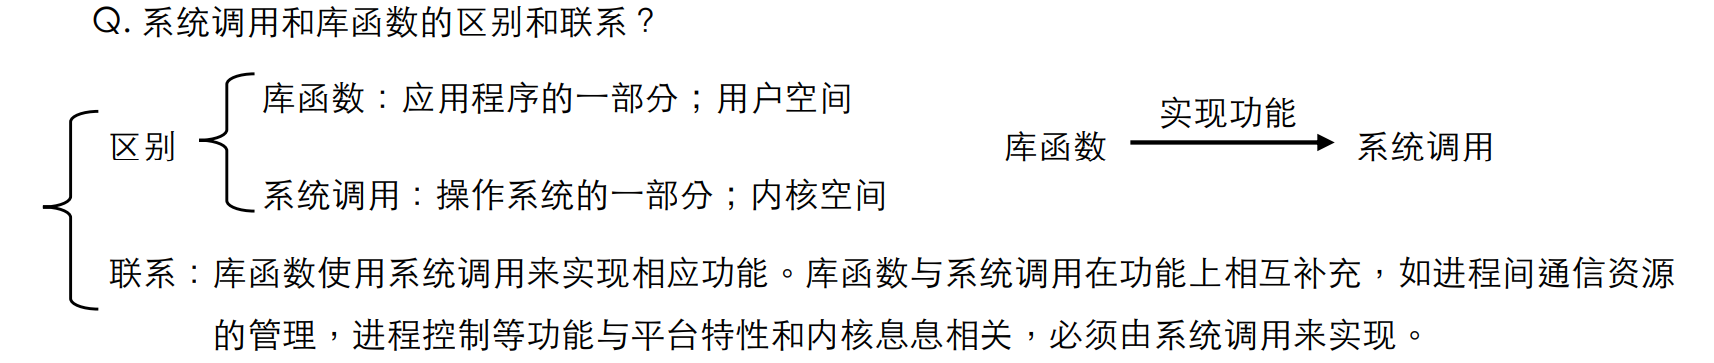 Q. 系统调用和库函数的区别和联系？
库函数：应用程序的一部分；用户空间
实现功能
区别
库函数
系统调用
系统调用：操作系统的一部分；内核空间
联系：库函数使用系统调用来实现相应功能。库函数与系统调用在功能上相互补充，如进程间通信资源
的管理，进程控制等功能与平台特性和内核息息相关，必须由系统调用来实现。